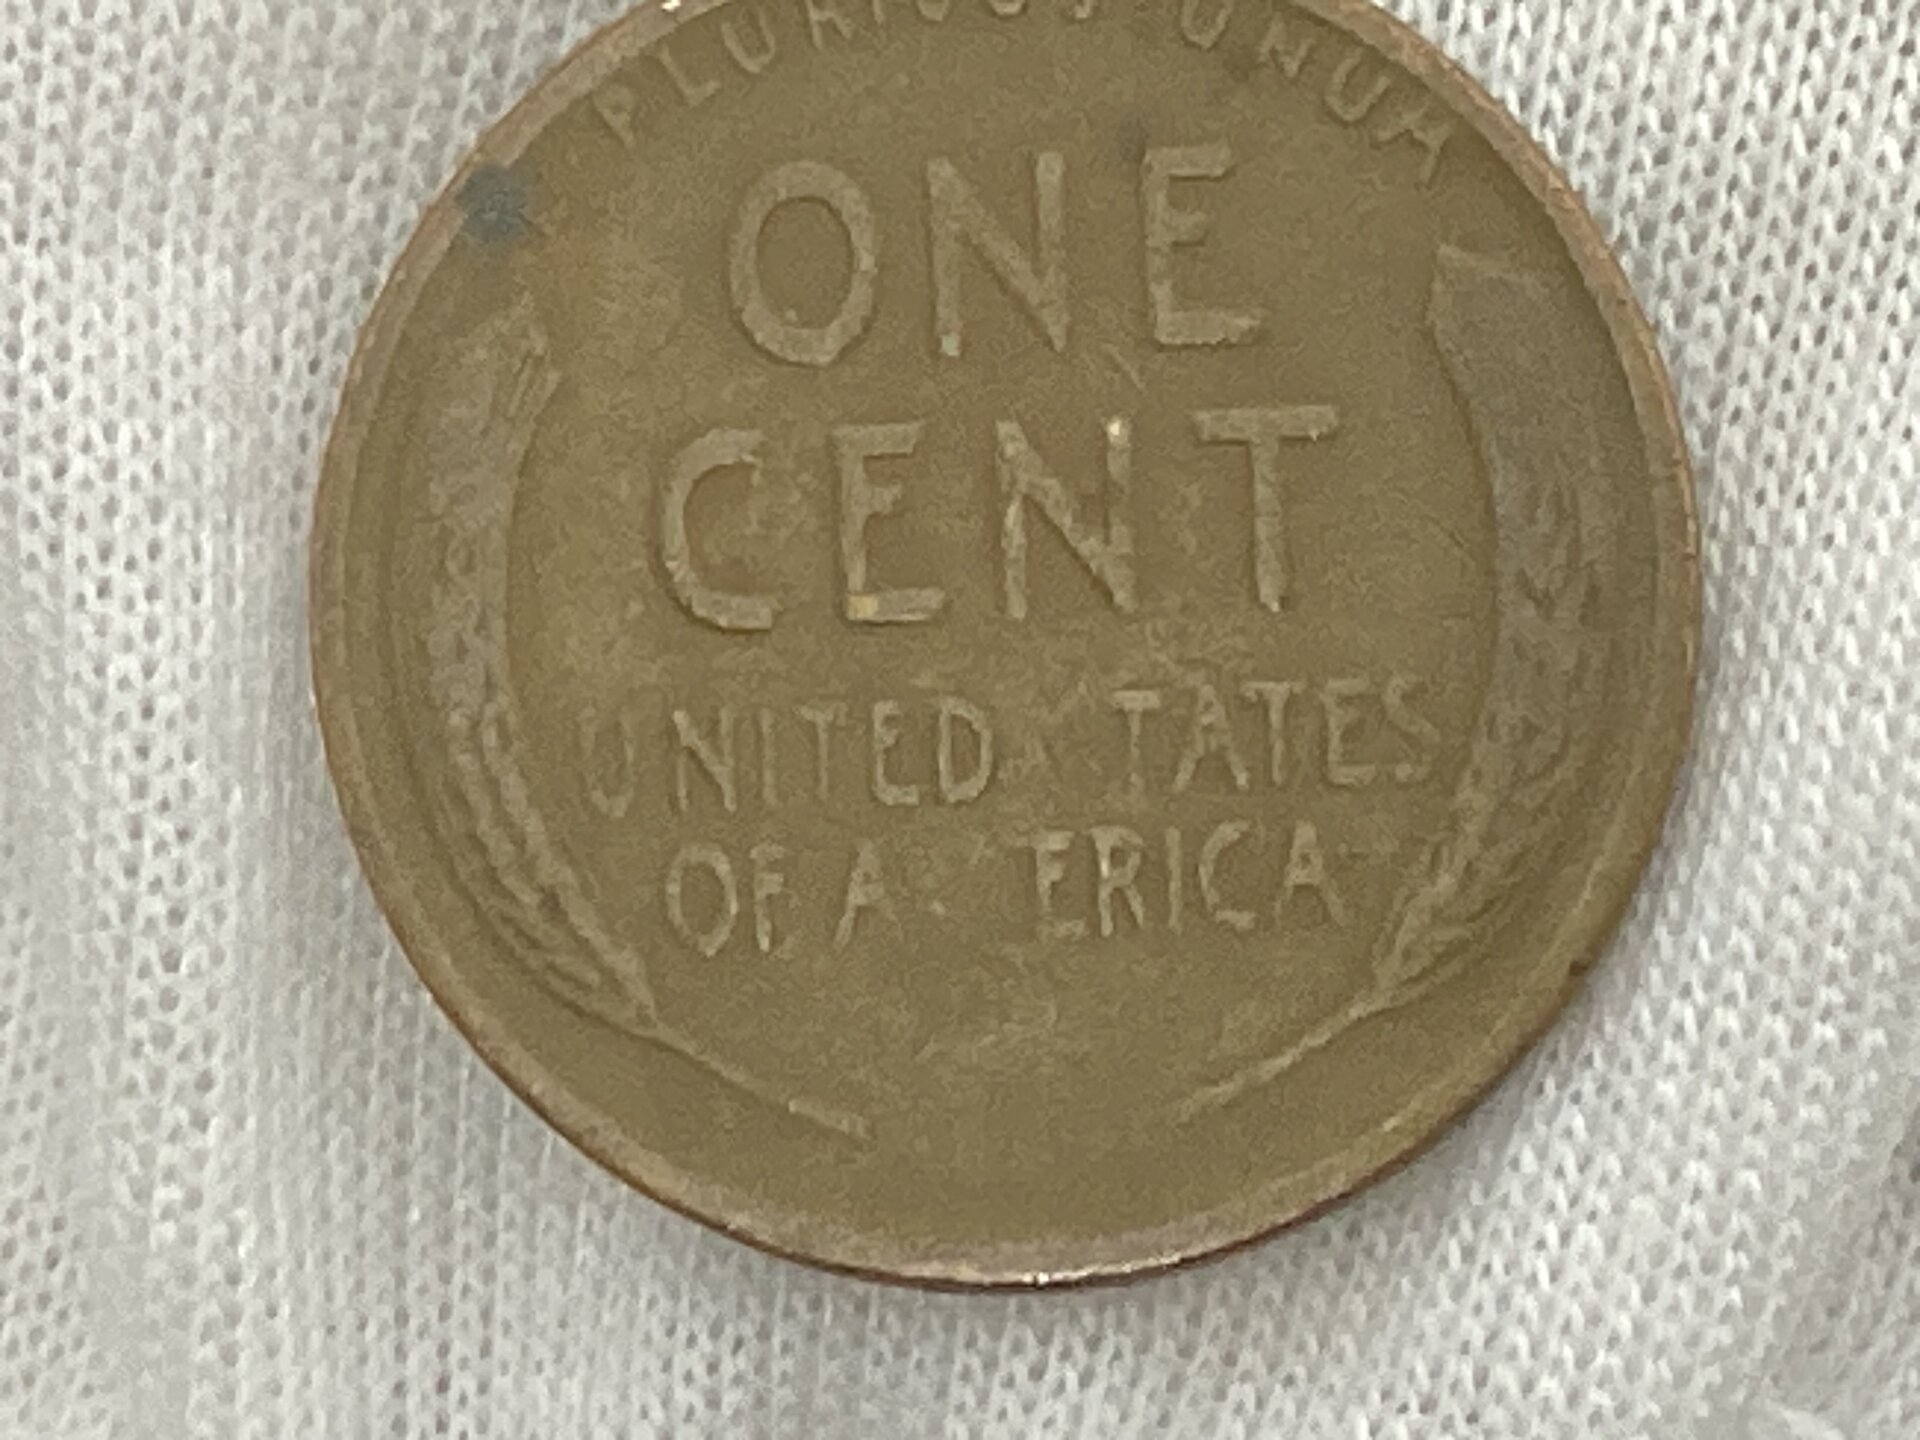 PLURIBUS UNUM
ONE
CENT
UNITED TATES
OF A ERICA